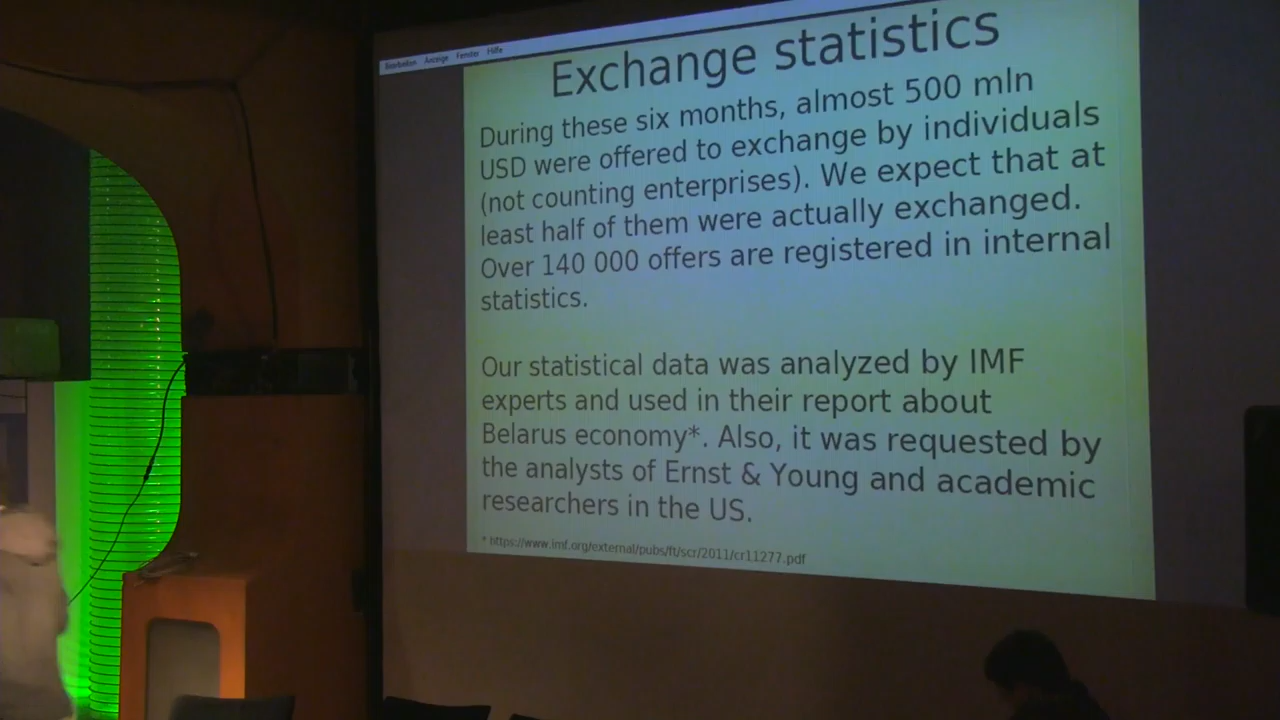 Bearbeiten Anzeige Fenster Hilfe
Exchange statistics
During these six months, almost 500 mln
USD were offered to exchange by individuals
(not counting enterprises). We expect that at
least half of them were actually exchanged.
Over 140 000 offers are registered in internal
statistics.
Our statistical data was analyzed by IMF
experts and used in their report about
Belarus economy*. Also, it was requested by
the analysts of Ernst & Young and academic
researchers in the US.
* https://www.imf.org/external/pubs/ft/scr/2011/cr11277.pdf